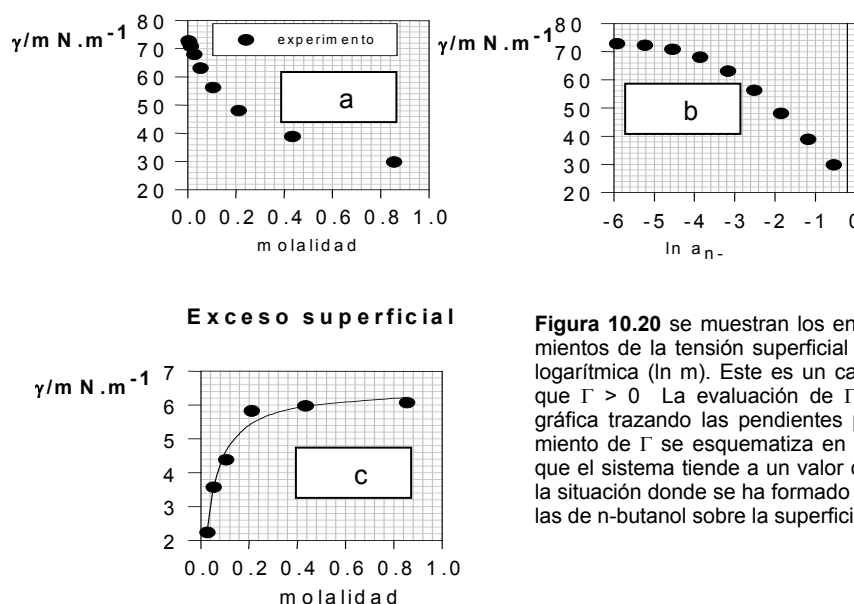 γ/m N.m-1
80
70
60
50
40
30
20
experimento
a
0.0 0.2 0.4 0.6 0.8 1.0
molalidad
γ/m N.m-1
80
70
60
50
40
30
20
b
-6 -5 -4 -3 -2 -1 0
ln a n-
Exceso superficial
γ/m N.m-1
7
6
5
4
3
2
c
0.0 0.2 0.4 0.6 0.8 1.0
molalidad
Figura 10.20 se muestran los en
mientos de la tensión superficial
logarítmica (ln m). Este es un ca
que Γ > 0 La evaluación de Γ
gráfica trazando las pendientes
miento de Γ se esquematiza en
que el sistema tiende a un valor
la situación donde se ha formado
las de n-butanol sobre la superfici